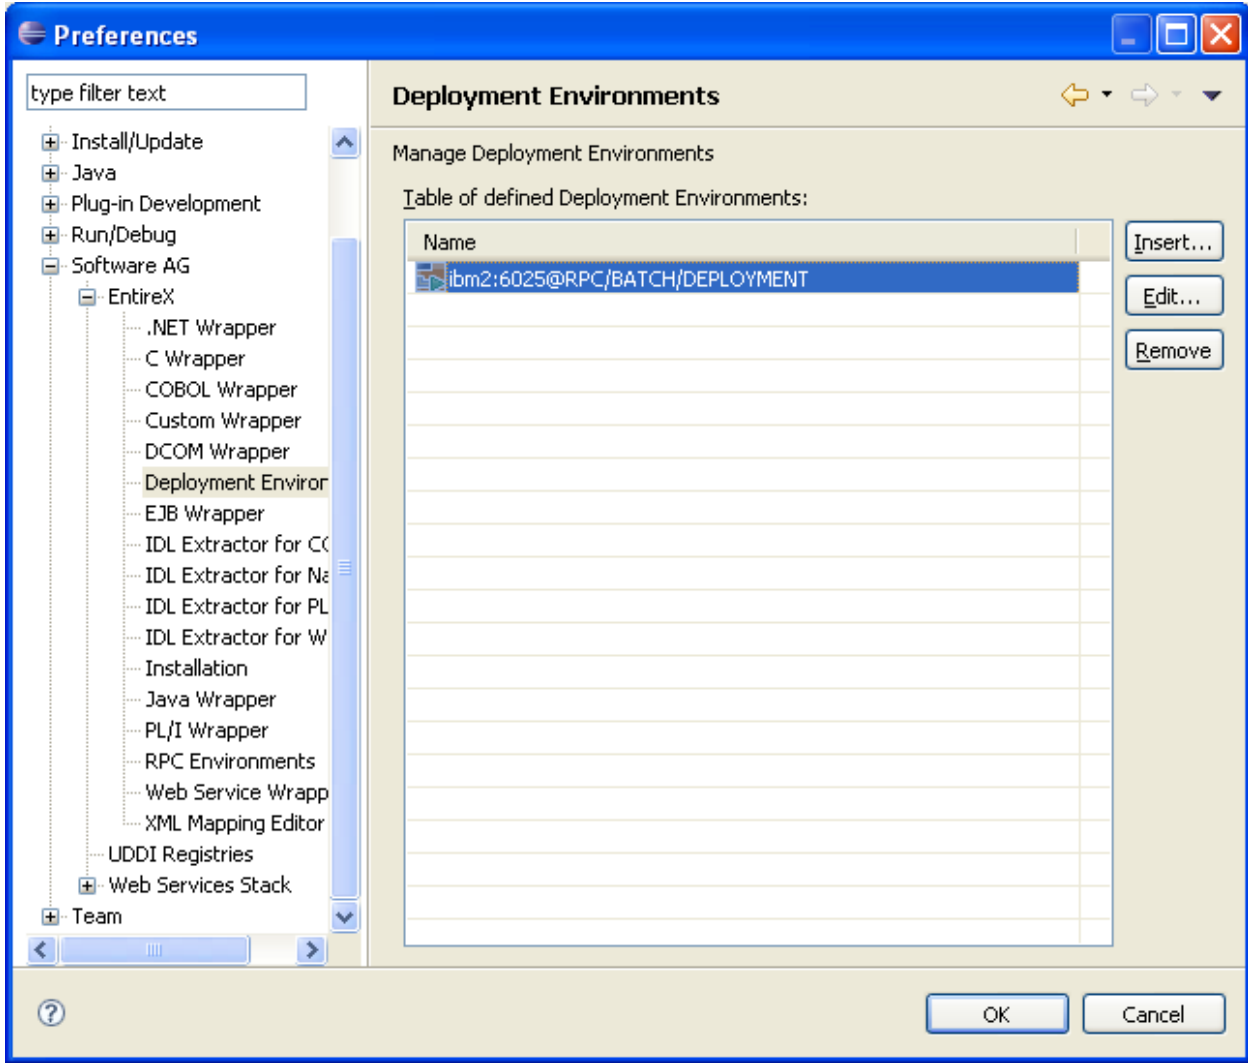 Preferences
type filter text
Install/Update
Java
Plug-in Development
Run/Debug
Software AG
EntireX
.NET Wrapper
C Wrapper
COBOL Wrapper
Custom Wrapper
DCOM Wrapper
Deployment Environ
EJB Wrapper
IDL Extractor for CO
IDL Extractor for Na
IDL Extractor for PL
IDL Extractor for W
Installation
Java Wrapper
PL/I Wrapper
RPC Environments
Web Service Wrapp
XML Mapping Editor
UDDI Registries
Web Services Stack
Team
Deployment Environments
Manage Deployment Environments
Table of defined Deployment Environments:
Name
ibm2:6025@RPC/BATCH/DEPLOYMENT
Insert...
Edit...
Remove
OK
Cancel